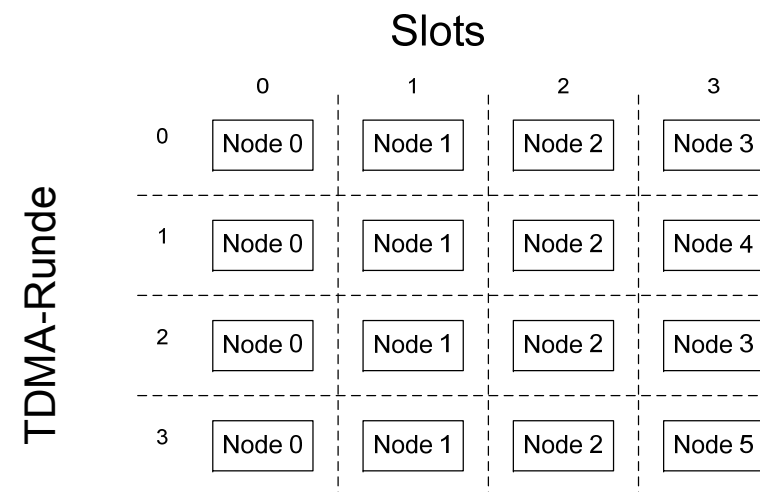 Slots
0 1 2 3
0 Node 0 Node 1 Node 2 Node 3
1 Node 0 Node 1 Node 2 Node 4
2 Node 0 Node 1 Node 2 Node 3
3 Node 0 Node 1 Node 2 Node 5
TDMA-Runde